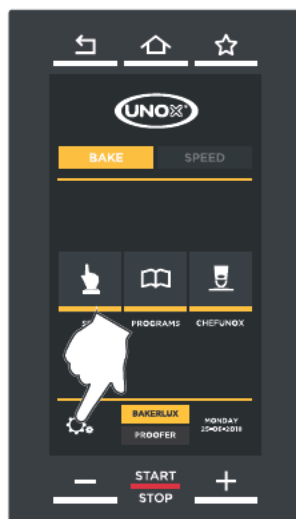 UNOX
BAKE SPEED
PROGRAMS CHEFUNOX
BAKERLUX
PROOFER
MONDAY
25-06-2018
START
STOP